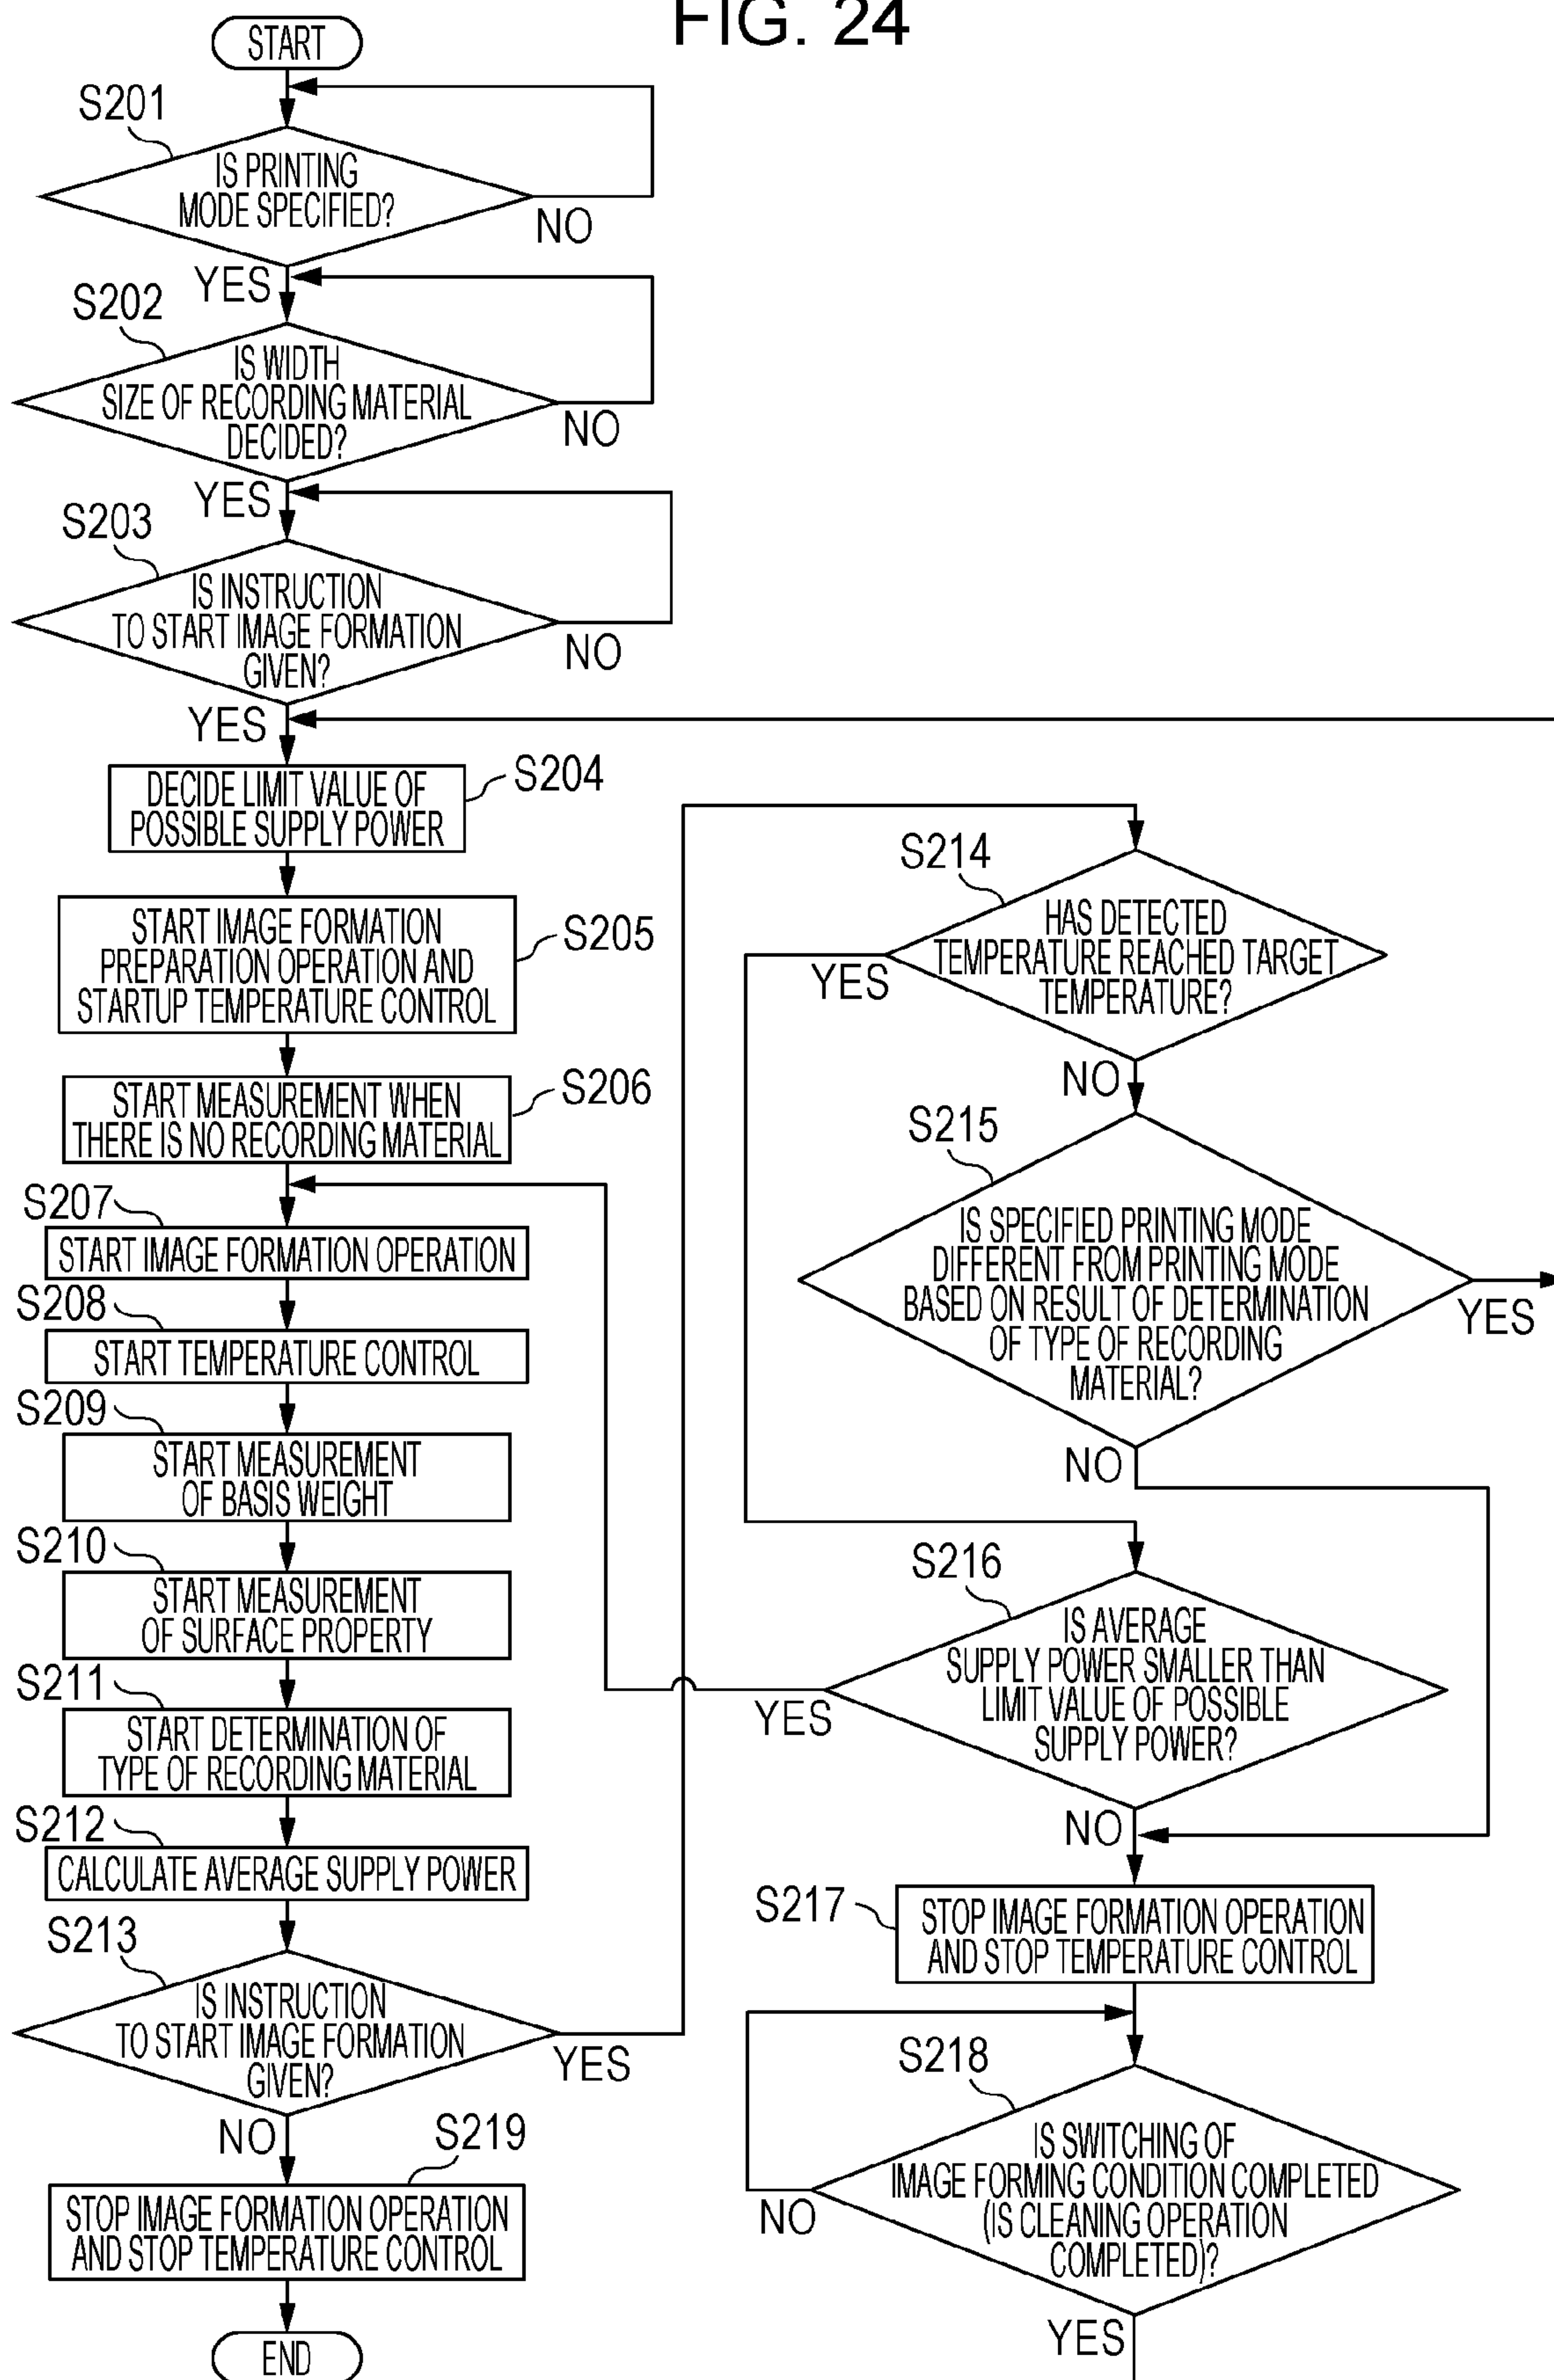 FIG. 24
START
S201
IS PRINTING
MODE SPECIFIED?
NO
YES
S202
IS WIDTH
SIZE OF RECORDING MATERIAL
DECIDED?
NO
YES
S203
IS INSTRUCTION
TO START IMAGE FORMATION
GIVEN?
NO
YES
DECIDE LIMIT VALUE OF
POSSIBLE SUPPLY POWER
S204
START IMAGE FORMATION
PREPARATION OPERATION AND
STARTUP TEMPERATURE CONTROL
S205
START MEASUREMENT WHEN
THERE IS NO RECORDING MATERIAL
S206
S207
START IMAGE FORMATION OPERATION
S208
START TEMPERATURE CONTROL
S209
START MEASUREMENT
OF BASIS WEIGHT
S210
START MEASUREMENT
OF SURFACE PROPERTY
S211
START DETERMINATION OF
TYPE OF RECORDING MATERIAL
S212
CALCULATE AVERAGE SUPPLY POWER
S213
IS INSTRUCTION
TO START IMAGE FORMATION
GIVEN?
YES
NO
S219
STOP IMAGE FORMATION OPERATION
AND STOP TEMPERATURE CONTROL
END
S214
HAS DETECTED
TEMPERATURE REACHED TARGET
TEMPERATURE?
YES
NO
S215
IS SPECIFIED PRINTING MODE
DIFFERENT FROM PRINTING MODE
BASED ON RESULT OF DETERMINATION
OF TYPE OF RECORDING
MATERIAL?
YES
NO
S216
IS AVERAGE
SUPPLY POWER SMALLER THAN
LIMIT VALUE OF POSSIBLE
SUPPLY POWER?
YES
NO
S217
STOP IMAGE FORMATION OPERATION
AND STOP TEMPERATURE CONTROL
S218
IS SWITCHING OF
IMAGE FORMING CONDITION COMPLETED
(IS CLEANING OPERATION
COMPLETED)?
NO
YES